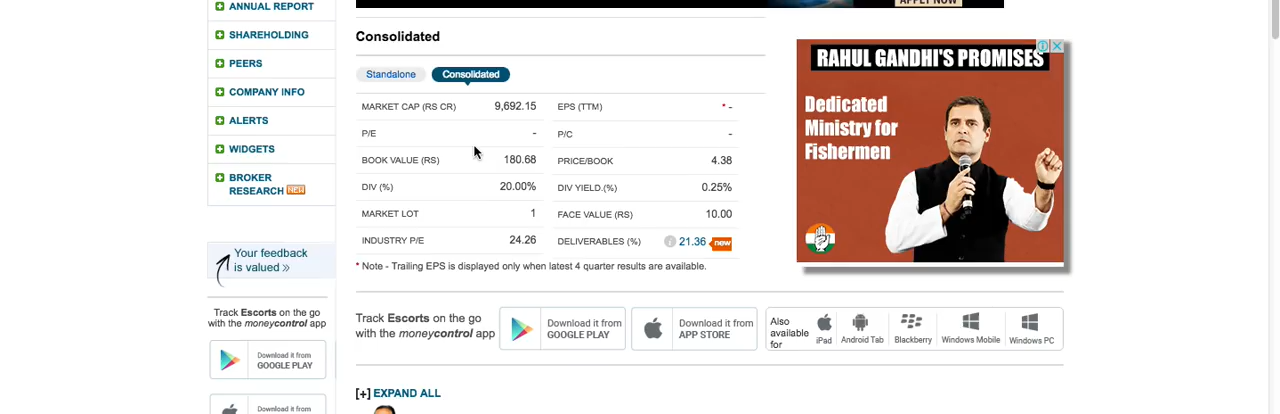 ANNUAL REPORT
SHAREHOLDING
PEERS
COMPANY INFO
ALERTS
WIDGETS
BROKER
RESEARCH
Your feedback
is valued »
Track Escorts on the go
with the moneycontrol app
Download it from
GOOGLE PLAY
Download it from
APPLY NOW
Consolidated
Standalone Consolidated
MARKET CAP (RS CR) 9,692.15 EPS (TTM) * -
P/E - P/C -
BOOK VALUE (RS) 180.68 PRICE/BOOK 4.38
DIV (%) 20.00% DIV YIELD.(%) 0.25%
MARKET LOT 1 FACE VALUE (RS) 10.00
INDUSTRY P/E 24.26 DELIVERABLES (%) 21.36 new
* Note - Trailing EPS is displayed only when latest 4 quarter results are available.
RAHUL GANDHI'S PROMISES
Dedicated
Ministry for
Fishermen
Track Escorts on the go
with the moneycontrol app
Download it from
GOOGLE PLAY
Download it from
APP STORE
Also
available
for
iPad Android Tab Blackberry Windows Mobile Windows PC
[+] EXPAND ALL